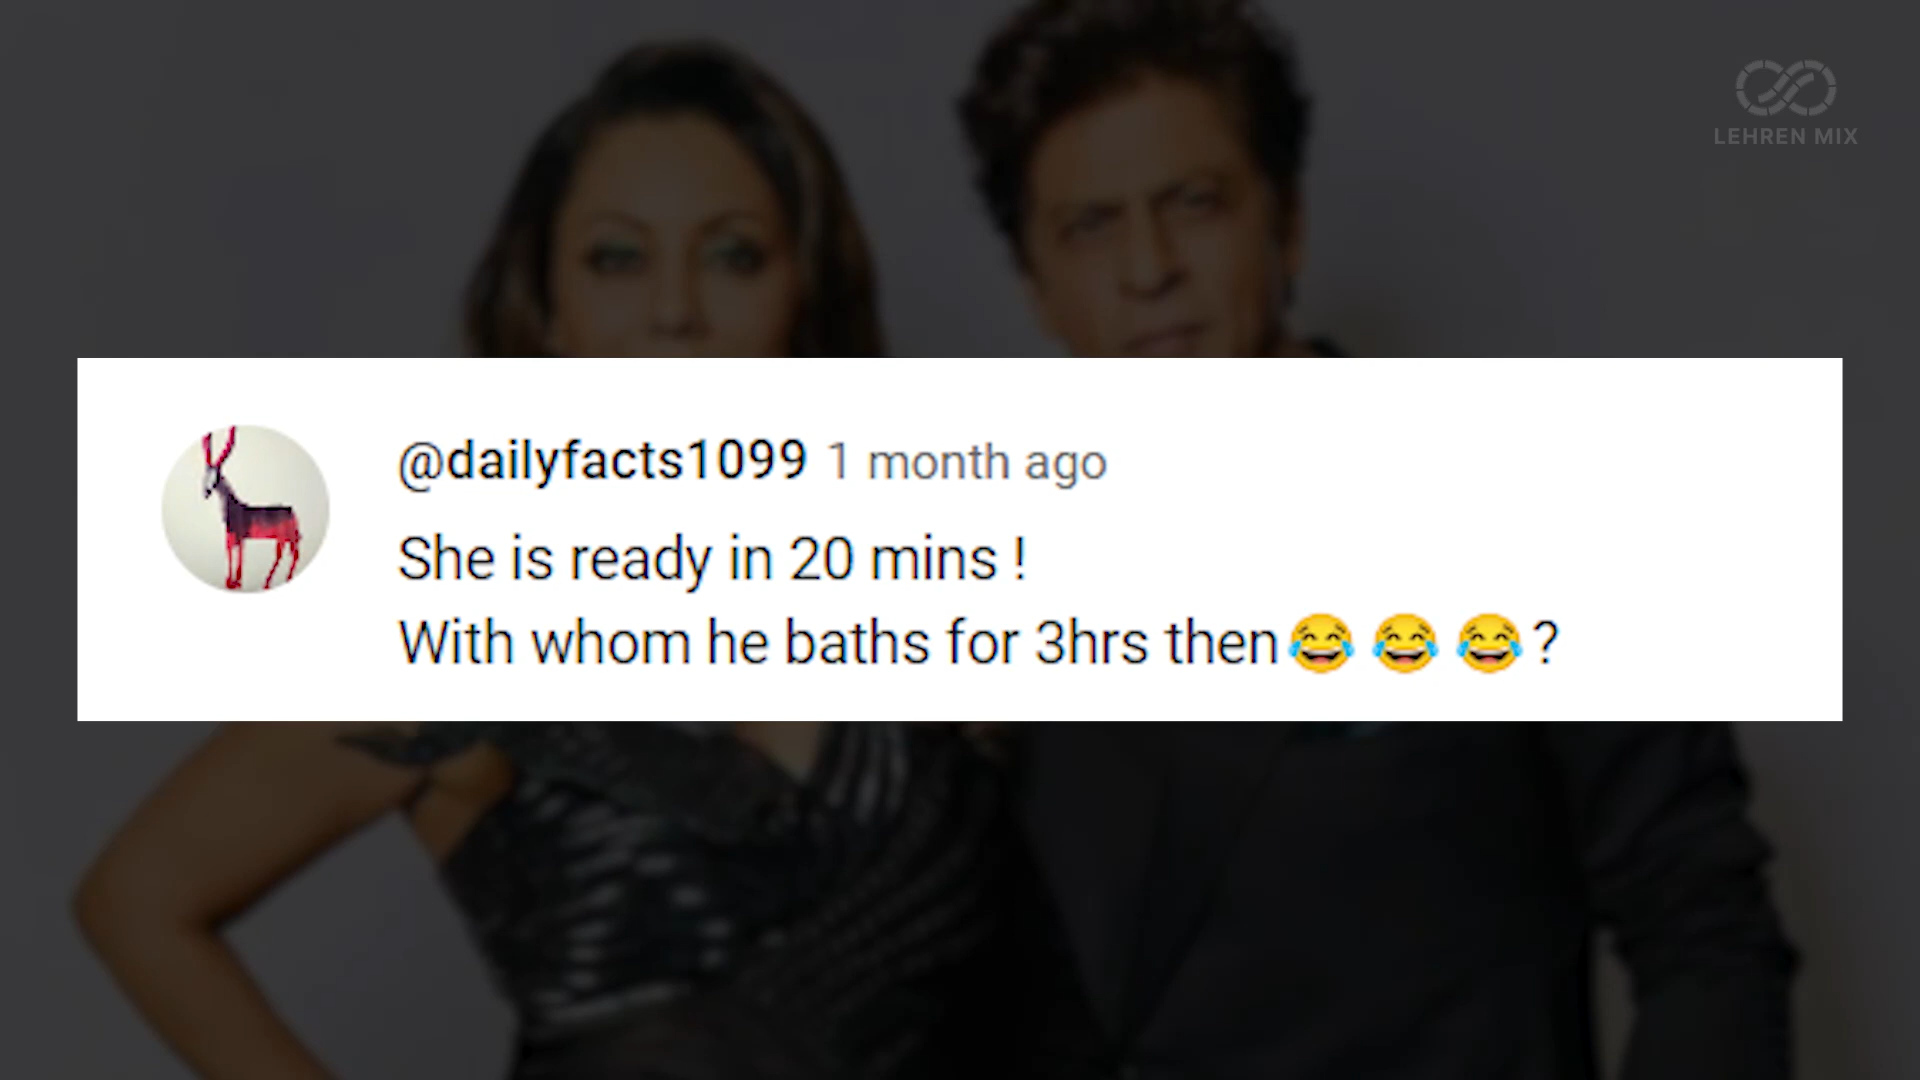 LEHREN MIX
@dailyfacts1099 1 month ago
She is ready in 20 mins !
With whom he baths for 3hrs then😂 😂 😂 ?